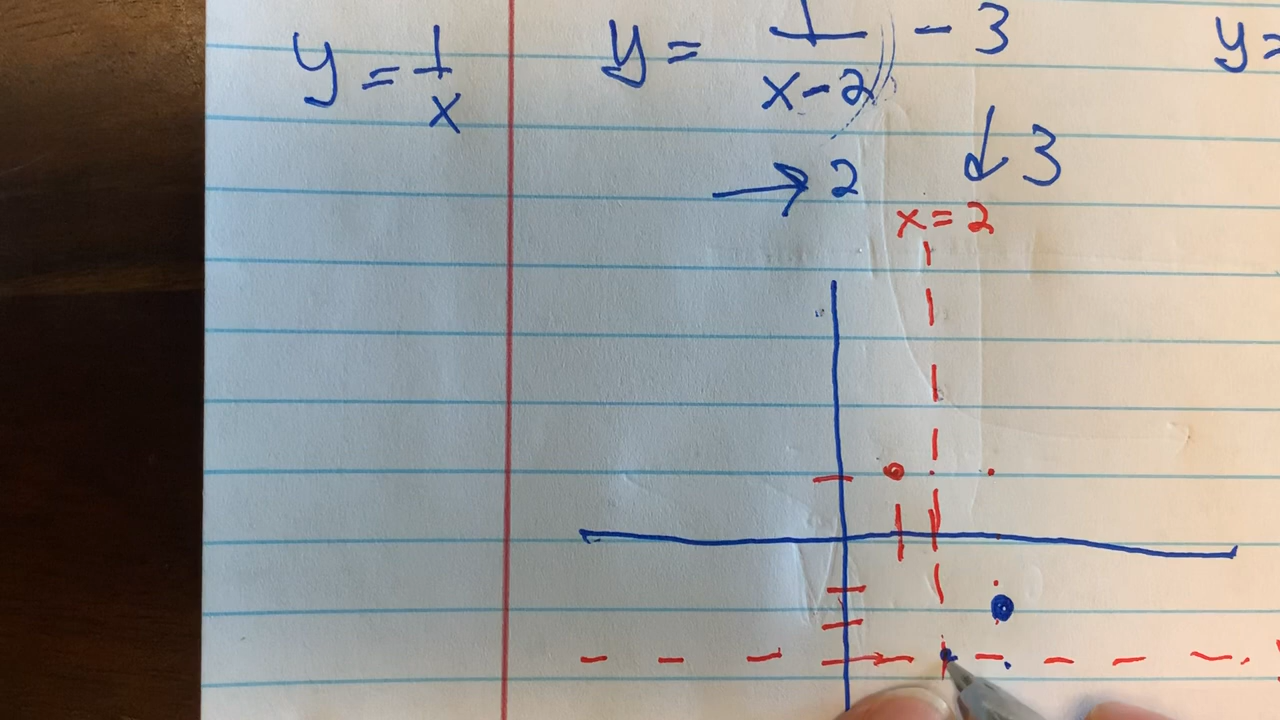 y = 1/x
y = 1/(x-2) - 3
y =
→ 2
↓ 3
x = 2